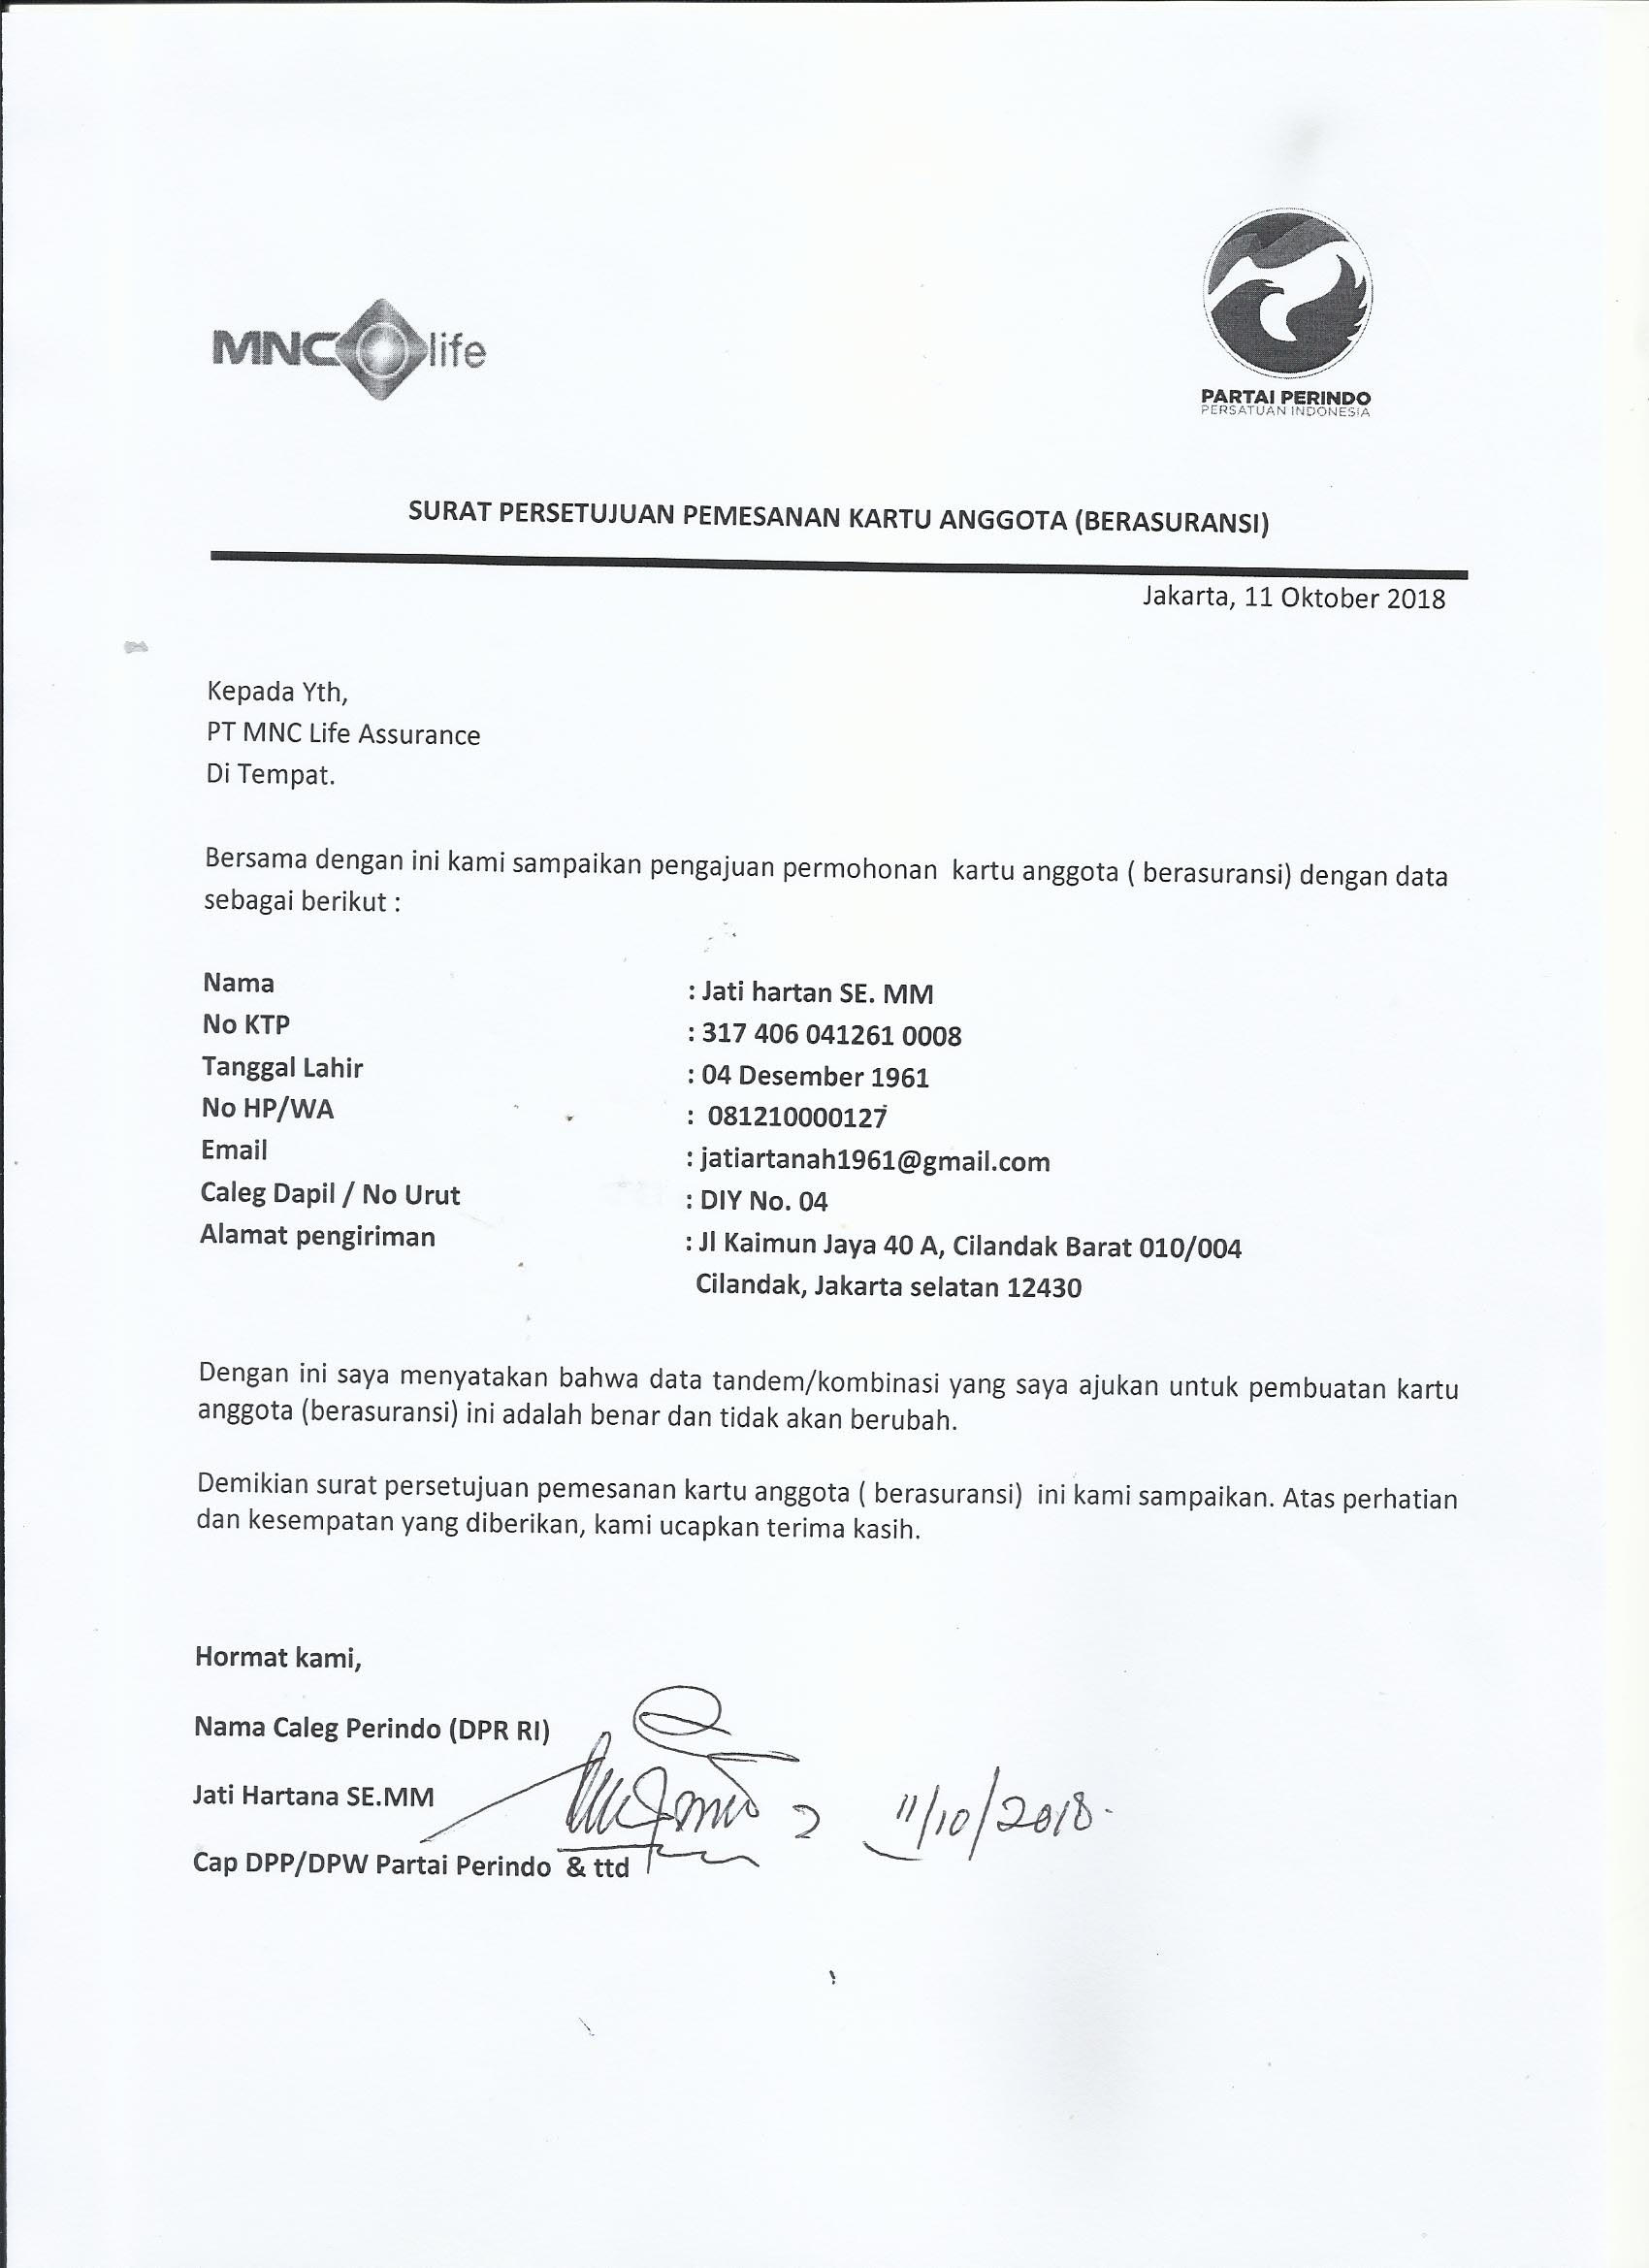 MNC life
PARTAI PERINDO
PERSATUAN INDONESIA
SURAT PERSETUJUAN PEMESANAN KARTU ANGGOTA (BERASURANSI)
Jakarta, 11 Oktober 2018
Kepada Yth,
PT MNC Life Assurance
Di Tempat.
Bersama dengan ini kami sampaikan pengajuan permohonan kartu anggota ( berasuransi) dengan data
sebagai berikut :
Nama : Jati hartan SE. MM
No KTP : 317 406 041261 0008
Tanggal Lahir : 04 Desember 1961
No HP/WA : 081210000127
Email : jatiartanah1961@gmail.com
Caleg Dapil / No Urut : DIY No. 04
Alamat pengiriman : Jl Kaimun Jaya 40 A, Cilandak Barat 010/004
Cilandak, Jakarta selatan 12430
Dengan ini saya menyatakan bahwa data tandem/kombinasi yang saya ajukan untuk pembuatan kartu
anggota (berasuransi) ini adalah benar dan tidak akan berubah.
Demikian surat persetujuan pemesanan kartu anggota ( berasuransi) ini kami sampaikan. Atas perhatian
dan kesempatan yang diberikan, kami ucapkan terima kasih.
Hormat kami,
Nama Caleg Perindo (DPR RI)
Jati Hartana SE.MM
11/10/2018.
Cap DPP/DPW Partai Perindo & ttd